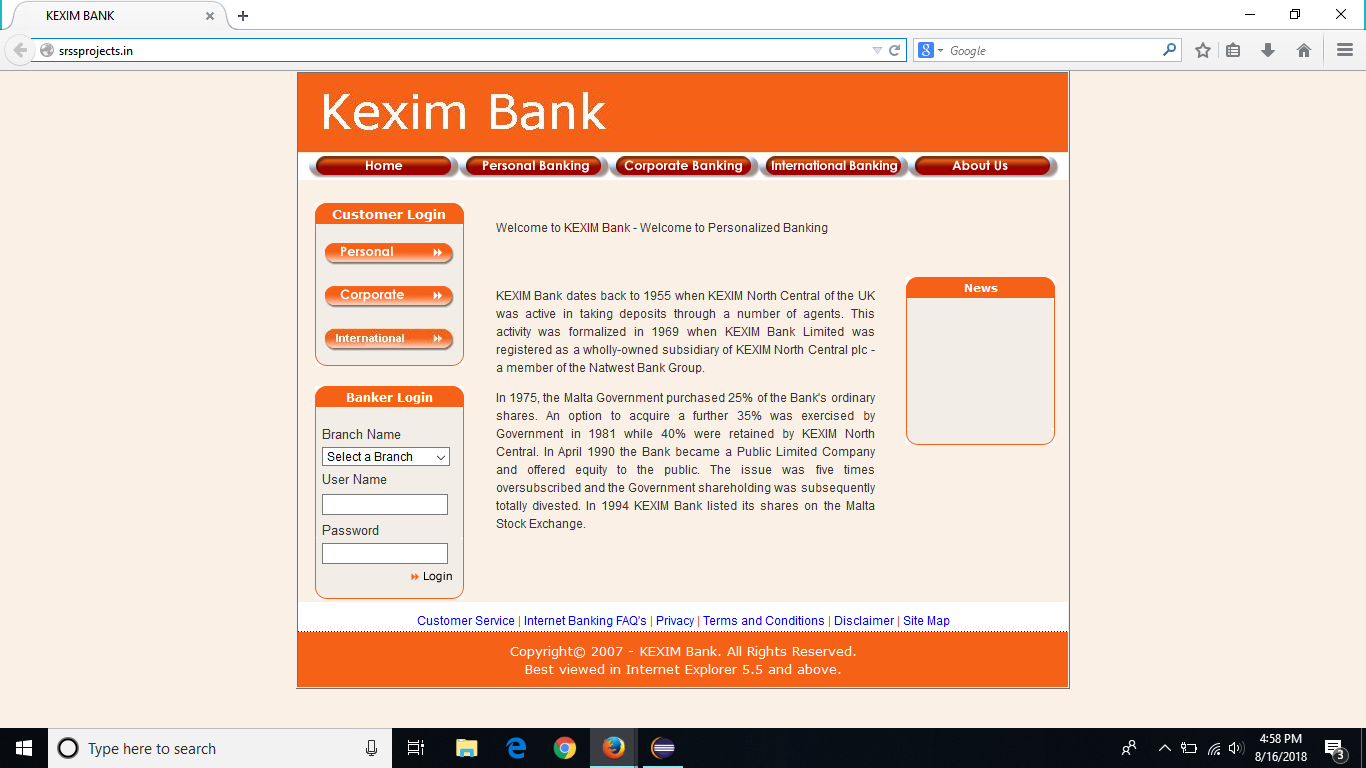 KEXIM BANK
srssprojects.in
Google
Kexim Bank
Home
Personal Banking
Corporate Banking
International Banking
About Us
Customer Login
Personal
Corporate
International
Banker Login
Branch Name
Select a Branch
User Name
Password
Login
Welcome to KEXIM Bank - Welcome to Personalized Banking
KEXIM Bank dates back to 1955 when KEXIM North Central of the UK
was active in taking deposits through a number of agents. This
activity was formalized in 1969 when KEXIM Bank Limited was
registered as a wholly-owned subsidiary of KEXIM North Central plc -
a member of the Natwest Bank Group.
In 1975, the Malta Government purchased 25% of the Bank's ordinary
shares. An option to acquire a further 35% was exercised by
Government in 1981 while 40% were retained by KEXIM North
Central. In April 1990 the Bank became a Public Limited Company
and offered equity to the public. The issue was five times
oversubscribed and the Government shareholding was subsequently
totally divested. In 1994 KEXIM Bank listed its shares on the Malta
Stock Exchange.
News
Customer Service | Internet Banking FAQ's | Privacy | Terms and Conditions | Disclaimer | Site Map
Copyright© 2007 - KEXIM Bank. All Rights Reserved.
Best viewed in Internet Explorer 5.5 and above.
Type here to search
4:58 PM
8/16/2018
3